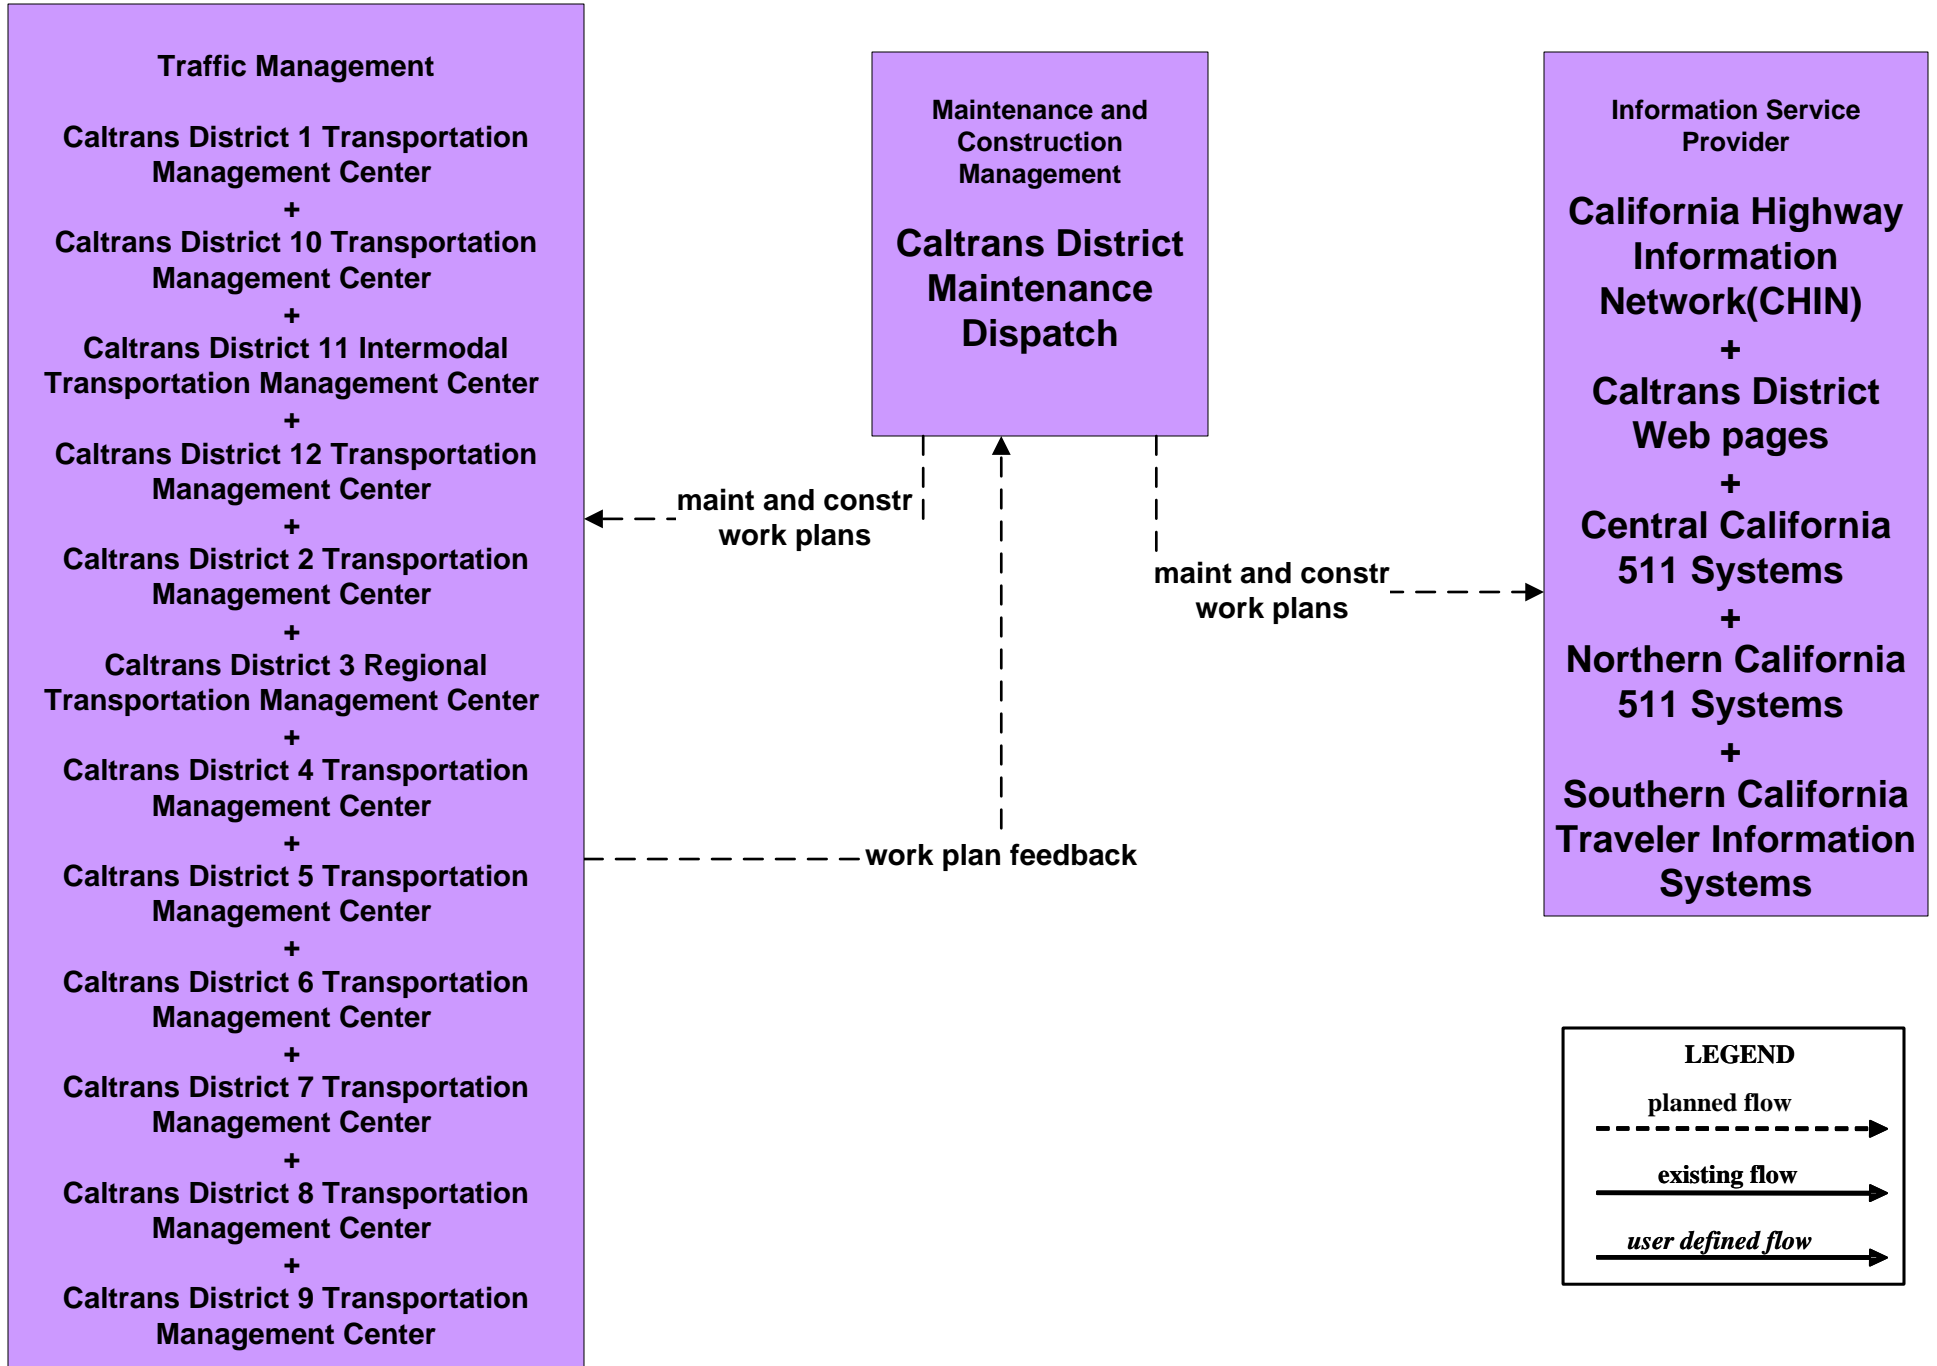 Traffic Management
Caltrans District 1 Transportation
Management Center
+
Caltrans District 10 Transportation
Management Center
+
Caltrans District 11 Intermodal
Transportation Management Center
+
Caltrans District 12 Transportation
Management Center
+
Caltrans District 2 Transportation
Management Center
+
Caltrans District 3 Regional
Transportation Management Center
+
Caltrans District 4 Transportation
Management Center
+
Caltrans District 5 Transportation
Management Center
+
Caltrans District 6 Transportation
Management Center
+
Caltrans District 7 Transportation
Management Center
+
Caltrans District 8 Transportation
Management Center
+
Caltrans District 9 Transportation
Management Center
Maintenance and
Construction
Management
Caltrans District
Maintenance
Dispatch
maint and constr
work plans
maint and constr
work plans
work plan feedback
Information Service
Provider
California Highway
Information
Network(CHIN)
+
Caltrans District
Web pages
+
Central California
511 Systems
+
Northern California
511 Systems
+
Southern California
Traveler Information
Systems
LEGEND
planned flow
existing flow
user defined flow